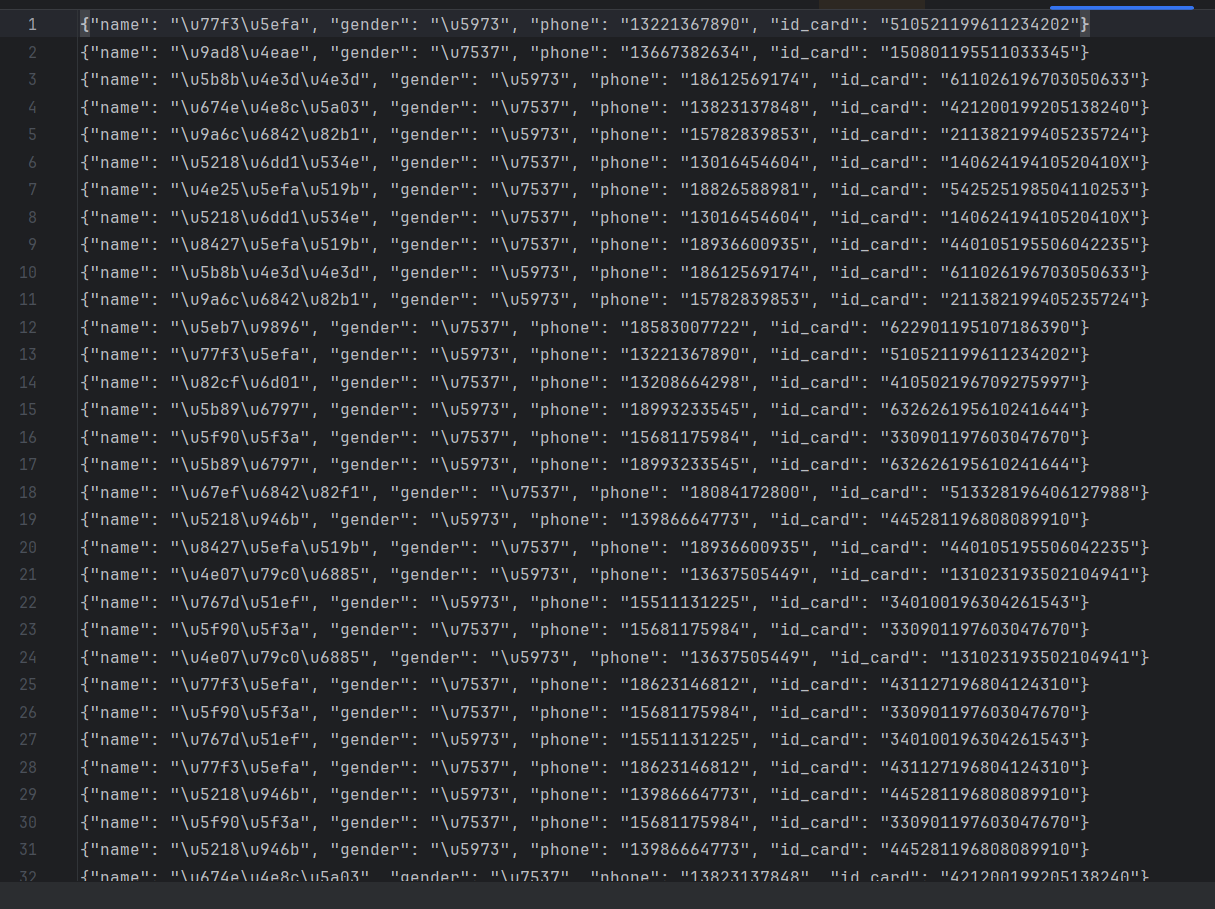 1 {"name": "\u77f3\u5efa", "gender": "\u5973", "phone": "13221367890", "id_card": "510521199611234202"}
2 {"name": "\u9ad8\u4eae", "gender": "\u7537", "phone": "13667382634", "id_card": "150801195511033345"}
3 {"name": "\u5b8b\u4e3d\u4e3d", "gender": "\u5973", "phone": "18612569174", "id_card": "611026196703050633"}
4 {"name": "\u674e\u4e8c\u5a03", "gender": "\u7537", "phone": "13823137848", "id_card": "421200199205138240"}
5 {"name": "\u9a6c\u6842\u82b1", "gender": "\u5973", "phone": "15782839853", "id_card": "211382199405235724"}
6 {"name": "\u5218\u6dd1\u534e", "gender": "\u7537", "phone": "13016454604", "id_card": "14062419410520410X"}
7 {"name": "\u4e25\u5efa\u519b", "gender": "\u7537", "phone": "18826588981", "id_card": "542525198504110253"}
8 {"name": "\u5218\u6dd1\u534e", "gender": "\u7537", "phone": "13016454604", "id_card": "14062419410520410X"}
9 {"name": "\u8427\u5efa\u519b", "gender": "\u7537", "phone": "18936600935", "id_card": "440105195506042235"}
10 {"name": "\u5b8b\u4e3d\u4e3d", "gender": "\u5973", "phone": "18612569174", "id_card": "611026196703050633"}
11 {"name": "\u9a6c\u6842\u82b1", "gender": "\u5973", "phone": "15782839853", "id_card": "211382199405235724"}
12 {"name": "\u5eb7\u9896", "gender": "\u7537", "phone": "18583007722", "id_card": "622901195107186390"}
13 {"name": "\u77f3\u5efa", "gender": "\u5973", "phone": "13221367890", "id_card": "510521199611234202"}
14 {"name": "\u82cf\u6d01", "gender": "\u7537", "phone": "13208664298", "id_card": "410502196709275997"}
15 {"name": "\u5b89\u6797", "gender": "\u5973", "phone": "18993233545", "id_card": "632626195610241644"}
16 {"name": "\u5f90\u5f3a", "gender": "\u7537", "phone": "15681175984", "id_card": "330901197603047670"}
17 {"name": "\u5b89\u6797", "gender": "\u5973", "phone": "18993233545", "id_card": "632626195610241644"}
18 {"name": "\u67ef\u6842\u82f1", "gender": "\u7537", "phone": "18084172800", "id_card": "513328196406127988"}
19 {"name": "\u5218\u946b", "gender": "\u5973", "phone": "13986664773", "id_card": "445281196808089910"}
20 {"name": "\u8427\u5efa\u519b", "gender": "\u7537", "phone": "18936600935", "id_card": "440105195506042235"}
21 {"name": "\u4e07\u79c0\u6885", "gender": "\u5973", "phone": "13637505449", "id_card": "131023193502104941"}
22 {"name": "\u767d\u51ef", "gender": "\u5973", "phone": "15511131225", "id_card": "340100196304261543"}
23 {"name": "\u5f90\u5f3a", "gender": "\u7537", "phone": "15681175984", "id_card": "330901197603047670"}
24 {"name": "\u4e07\u79c0\u6885", "gender": "\u5973", "phone": "13637505449", "id_card": "131023193502104941"}
25 {"name": "\u77f3\u5efa", "gender": "\u7537", "phone": "18623146812", "id_card": "431127196804124310"}
26 {"name": "\u5f90\u5f3a", "gender": "\u7537", "phone": "15681175984", "id_card": "330901197603047670"}
27 {"name": "\u767d\u51ef", "gender": "\u5973", "phone": "15511131225", "id_card": "340100196304261543"}
28 {"name": "\u77f3\u5efa", "gender": "\u7537", "phone": "18623146812", "id_card": "431127196804124310"}
29 {"name": "\u5218\u946b", "gender": "\u5973", "phone": "13986664773", "id_card": "445281196808089910"}
30 {"name": "\u5f90\u5f3a", "gender": "\u7537", "phone": "15681175984", "id_card": "330901197603047670"}
31 {"name": "\u5218\u946b", "gender": "\u5973", "phone": "13986664773", "id_card": "445281196808089910"}
32 {"name": "\u674e\u4e8c\u5a03", "gender": "\u7537", "phone": "13823137848", "id_card": "421200199205138240"}